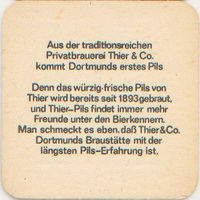 Aus der traditionsreichen
Privatbrauerei Thier & Co.
kommt Dortmunds erstes Pils
Denn das würzig-frische Pils von
Thier wird bereits seit 1893 gebraut,
und Thier-Pils findet immer mehr
Freunde unter den Bierkennern.
Man schmeckt es eben, daß Thier & Co.
Dortmunds Braustätte mit der
längsten Pils-Erfahrung ist.